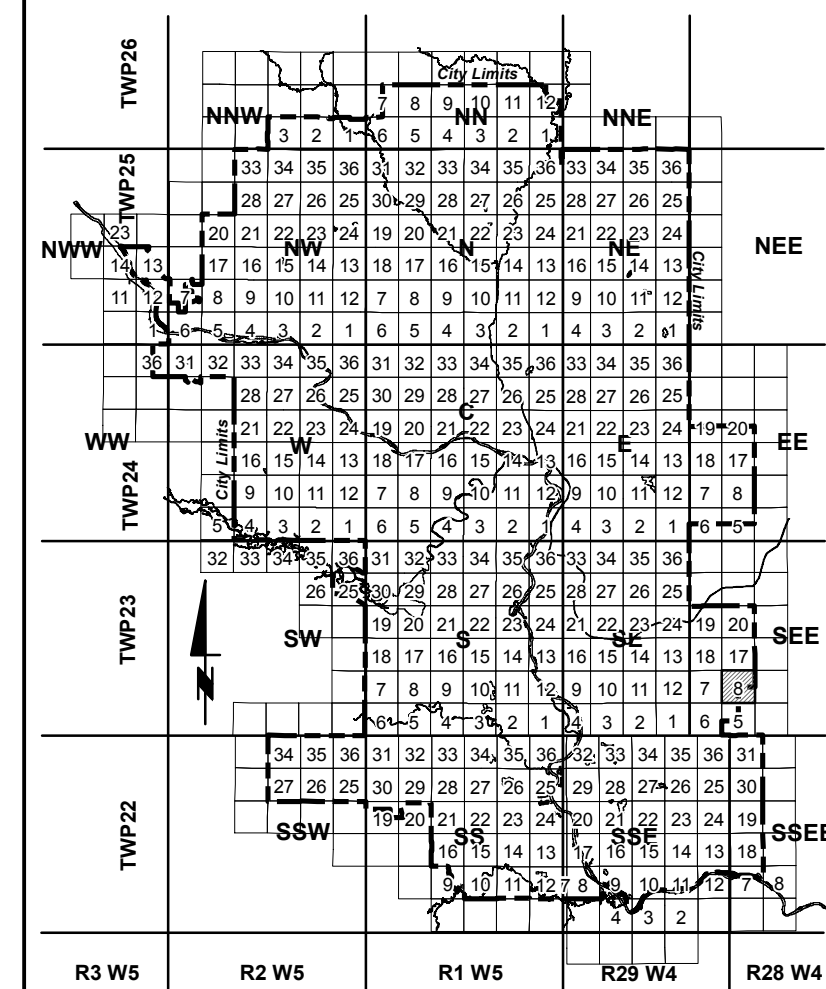 TWP26
City Limits
7 8 9 10 11 12
NNW NN NNE
3 2 1 6 5 4 3 2 1
TWP25
33 34 35 36 31 32 33 34 35 36 33 34 35 36
28 27 26 25 30 29 28 27 26 25 28 27 26 25
23 20 21 22 23 24 19 20 21 22 23 24 21 22 23 24
NWW NW N NE NEE
14 13 17 16 15 14 13 18 17 16 15 14 13 16 15 14 13
City Limits
11 12 7 8 9 10 11 12 7 8 9 10 11 12 9 10 11 12
1 6 5 4 3 2 1 6 5 4 3 2 1 4 3 2 1
36 31 32 33 34 35 36 31 32 33 34 35 36 33 34 35 36
28 27 26 25 30 29 28 27 26 25 28 27 26 25
C
21 22 23 24 19 20 21 22 23 24 21 22 23 24 19 20
WW W E EE
City Limits
16 15 14 13 18 17 16 15 14 13 16 15 14 13 18 17
TWP24
9 10 11 12 7 8 9 10 11 12 9 10 11 12 7 8
5 4 3 2 1 6 5 4 3 2 1 4 3 2 1 6 5
32 33 34 35 36 31 32 33 34 35 36 33 34 35 36
26 25 30 29 28 27 26 25 28 27 26 25
TWP23
19 20 21 22 23 24 21 22 23 24 19 20
SW S SE SEE
18 17 16 15 14 13 16 15 14 13 18 17
N
7 8 9 10 11 12 9 10 11 12 7 8
6 5 4 3 2 1 4 3 2 1 6 5
34 35 36 31 32 33 34 35 36 32 33 34 35 36 31
27 26 25 30 29 28 27 26 25 29 28 27 26 25 30
TWP22
19 20 21 22 23 24 20 21 22 23 24 19
SSW SS SSE SSEE
16 15 14 13 17 16 15 14 13 18
9 10 11 12 7 8 9 10 11 12 7 8
4 3 2
R3 W5 R2 W5 R1 W5 R29 W4 R28 W4